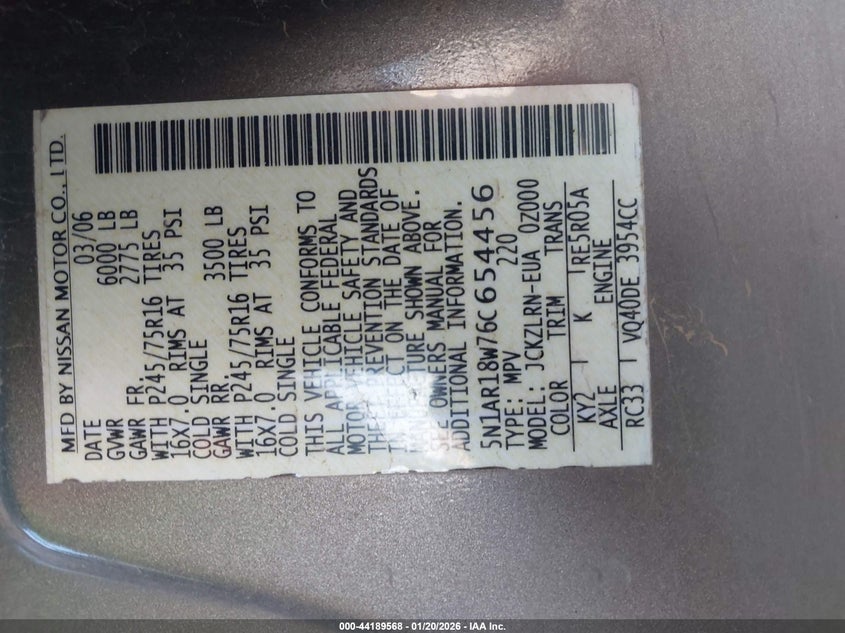 MFD BY NISSAN MOTOR CO., LTD.
DATE 03/06
GVWR 6000 LB
GAWR FR. 2775 LB
WITH P245/75R16 TIRES
16X7.0 RIMS AT 35 PSI
COLD SINGLE
GAWR RR. 3500 LB
WITH P245/75R16 TIRES
16X7.0 RIMS AT 35 PSI
COLD SINGLE
THIS VEHICLE CONFORMS TO
ALL APPLICABLE FEDERAL
MOTOR VEHICLE SAFETY AND
THEFT PREVENTION STANDARDS
IN EFFECT ON THE DATE OF
MANUFACTURE SHOWN ABOVE.
SEE OWNERS MANUAL FOR
ADDITIONAL INFORMATION.
5N1AR18W76C654456
TYPE: MPV 220
MODEL: JCKZLRN-EUA 0Z000
COLOR TRIM TRANS
KY2 K RE5R05A
AXLE ENGINE
RC33 VQ40DE 3954CC
000-44189568 - 01/20/2026 - IAA Inc.